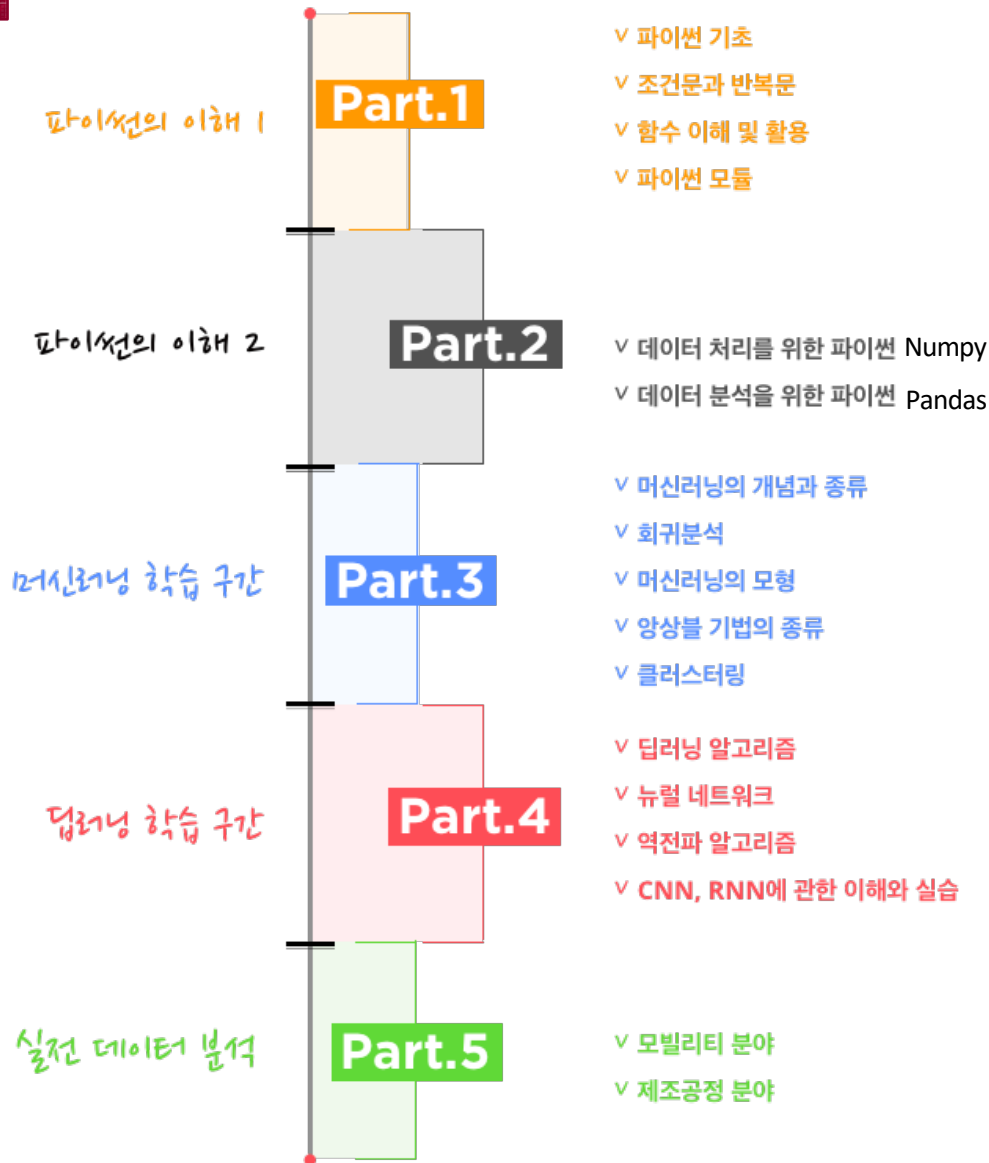 파이썬의 이해 1
Part.1
∨ 파이썬 기초
∨ 조건문과 반복문
∨ 함수 이해 및 활용
∨ 파이썬 모듈
파이썬의 이해 2
Part.2
∨ 데이터 처리를 위한 파이썬 Numpy
∨ 데이터 분석을 위한 파이썬 Pandas
머신러닝 학습 구간
Part.3
∨ 머신러닝의 개념과 종류
∨ 회귀분석
∨ 머신러닝의 모형
∨ 앙상블 기법의 종류
∨ 클러스터링
딥러닝 학습 구간
Part.4
∨ 딥러닝 알고리즘
∨ 뉴럴 네트워크
∨ 역전파 알고리즘
∨ CNN, RNN에 관한 이해와 실습
실전 데이터 분석
Part.5
∨ 모빌리티 분야
∨ 제조공정 분야